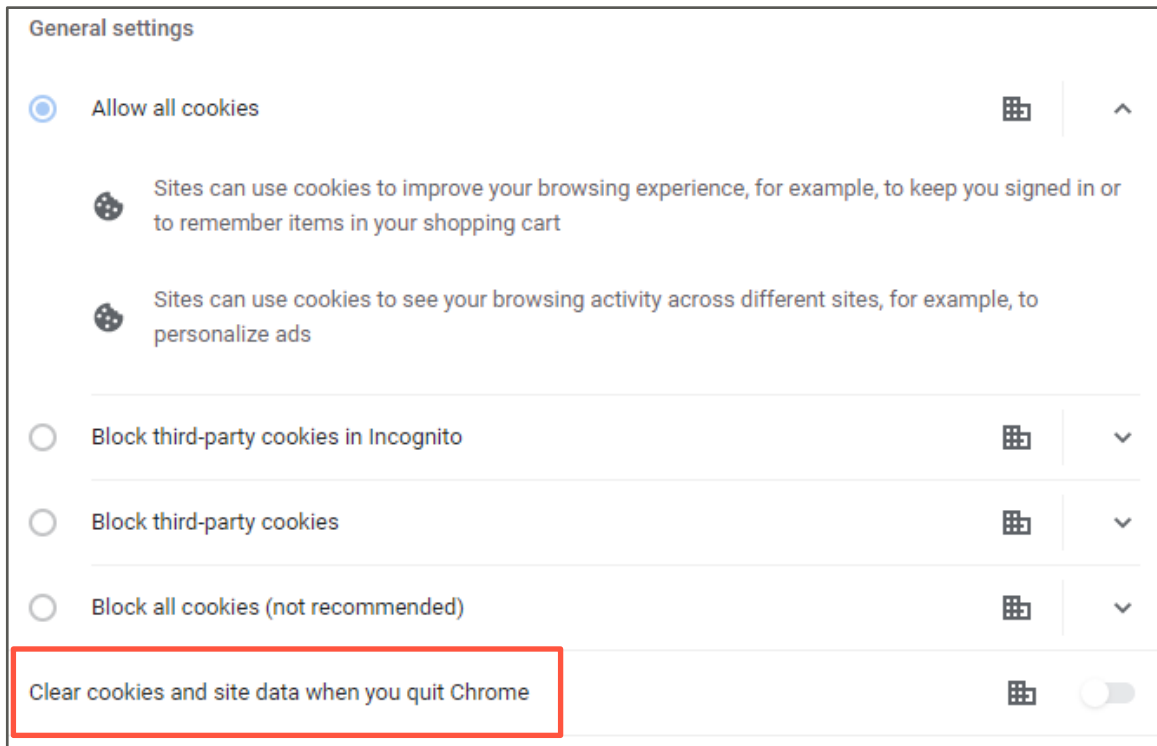 General settings
Allow all cookies
Sites can use cookies to improve your browsing experience, for example, to keep you signed in or
to remember items in your shopping cart
Sites can use cookies to see your browsing activity across different sites, for example, to
personalize ads
Block third-party cookies in Incognito
Block third-party cookies
Block all cookies (not recommended)
Clear cookies and site data when you quit Chrome